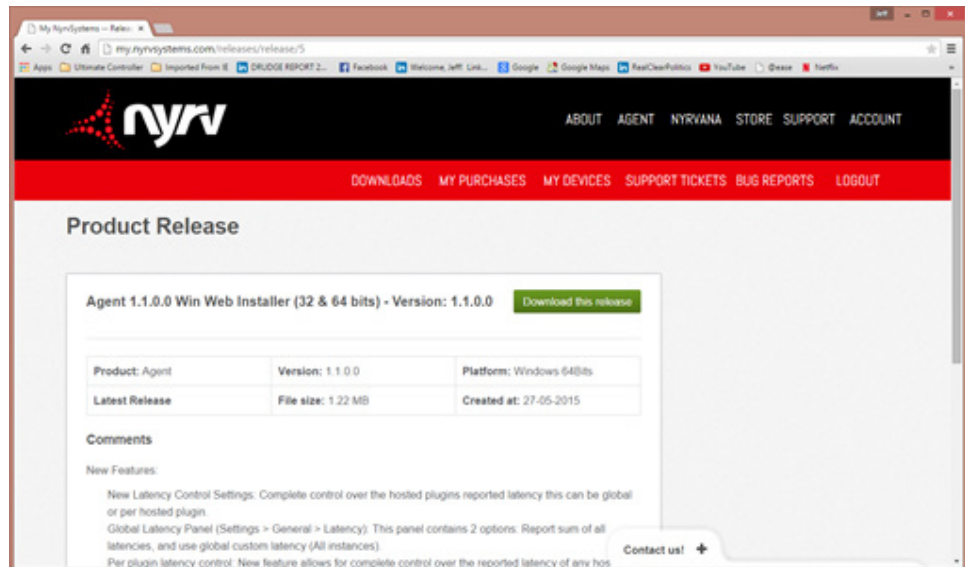 Jeff
My NyrvSystems -- Relea:
my.nyrvsystems.com/releases/release/5
Apps Ultimate Controller Imported From IE DRUDGE REPORT 2... Facebook Welcome, Jeff! Link... Google Google Maps RealClearPolitics YouTube Netflix
nyrv
ABOUT AGENT NYRVANA STORE SUPPORT ACCOUNT
DOWNLOADS MY PURCHASES MY DEVICES SUPPORT TICKETS BUG REPORTS LOGOUT
Product Release
Agent 1.1.0.0 Win Web Installer (32 & 64 bits) - Version: 1.1.0.0
Download this release
Product: Agent Version: 1.1.0.0 Platform: Windows 64Bits
Latest Release File size: 1.22 MB Created at: 27-05-2015
Comments
New Features:
New Latency Control Settings: Complete control over the hosted plugins reported latency this can be global
or per hosted plugin.
Global Latency Panel (Settings > General > Latency): This panel contains 2 options: Report sum of all
latencies, and use global custom latency (All instances).
Per plugin latency control: New feature allows for complete control over the reported latency of any hos
Contact us! +